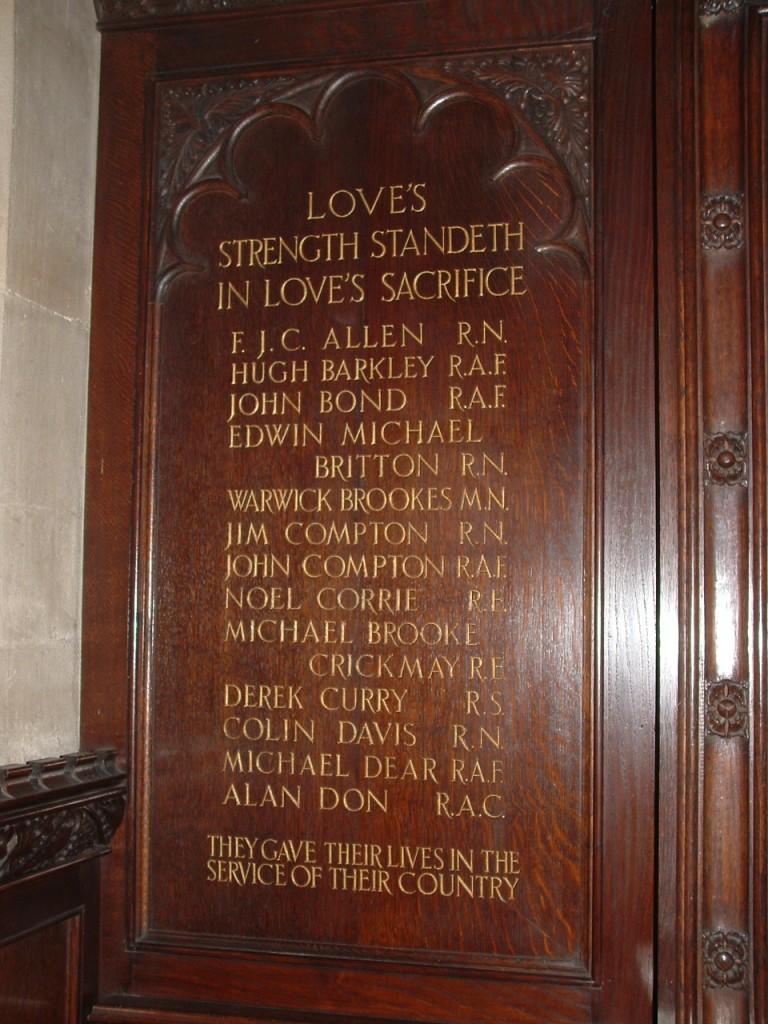 LOVE'S
STRENGTH STANDETH
IN LOVE'S SACRIFICE
F. J.C. ALLEN R.N.
HUGH BARKLEY R.A.F.
JOHN BOND R.A.F.
EDWIN MICHAEL
BRITTON R.N.
WARWICK BROOKES M.N.
JIM COMPTON R.N.
JOHN COMPTON R.A.F.
NOEL CORRIE R.E.
MICHAEL BROOKE
CRICKMAY R.E
DEREK CURRY R.S.
COLIN DAVIS R.N.
MICHAEL DEAR R.A.F.
ALAN DON R.A.C.
THEY GAVE THEIR LIVES IN THE
SERVICE OF THEIR COUNTRY